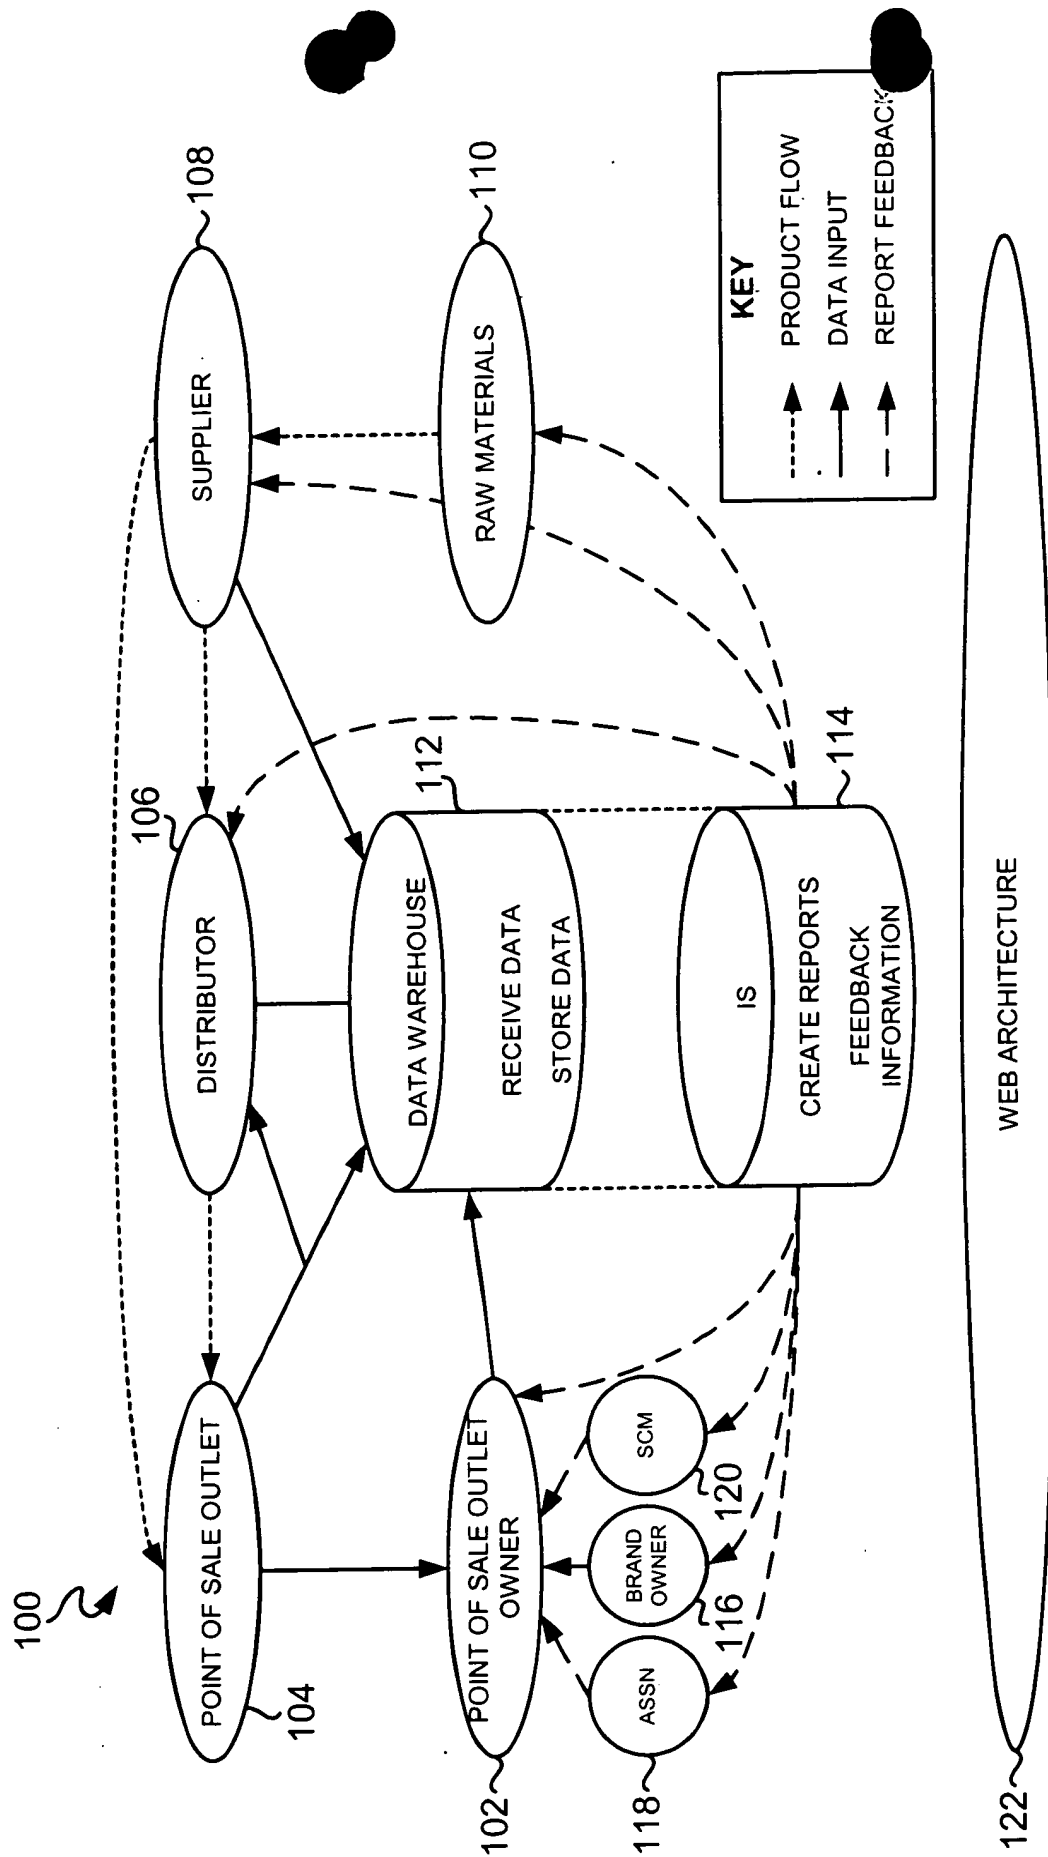 100
POINT OF SALE OUTLET
104
DISTRIBUTOR
106
SUPPLIER
108
POINT OF SALE OUTLET
OWNER
102
DATA WAREHOUSE
RECEIVE DATA
STORE DATA
112
RAW MATERIALS
110
ASSN
118
BRAND
OWNER
116
SCM
120
IS
CREATE REPORTS
FEEDBACK
INFORMATION
114
KEY
PRODUCT FLOW
DATA INPUT
REPORT FEEDBACK
WEB ARCHITECTURE
122